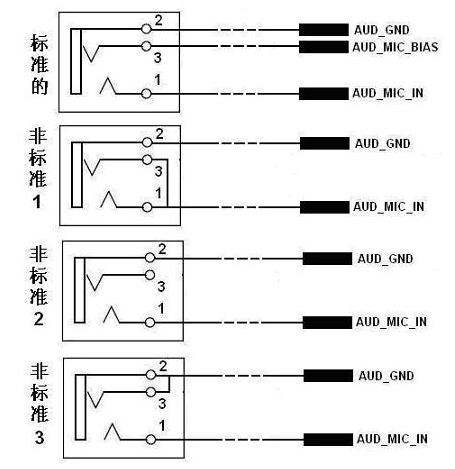 标准的
2
3
1
AUD_GND
AUD_MIC_BIAS
AUD_MIC_IN
非标准1
2
3
1
AUD_GND
AUD_MIC_IN
非标准2
2
3
1
AUD_GND
AUD_MIC_IN
非标准3
2
3
1
AUD_GND
AUD_MIC_IN